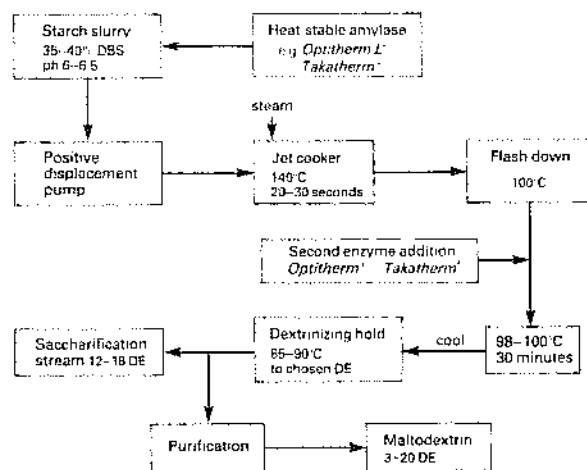 Starch slurry
35–40% DBS
ph 6–6.5
Heat stable amylase
e.g. Optitherm L
Takatherm
steam
Positive
displacement
pump
Jet cooker
140°C
20–30 seconds
Flash down
100°C
Second enzyme addition
Optitherm Takatherm
Saccharification
stream 12–18 DE
Dextrinizing hold
85–90°C
to chosen DE
cool
98–100°C
30 minutes
Purification
Maltodextrin
3–20 DE